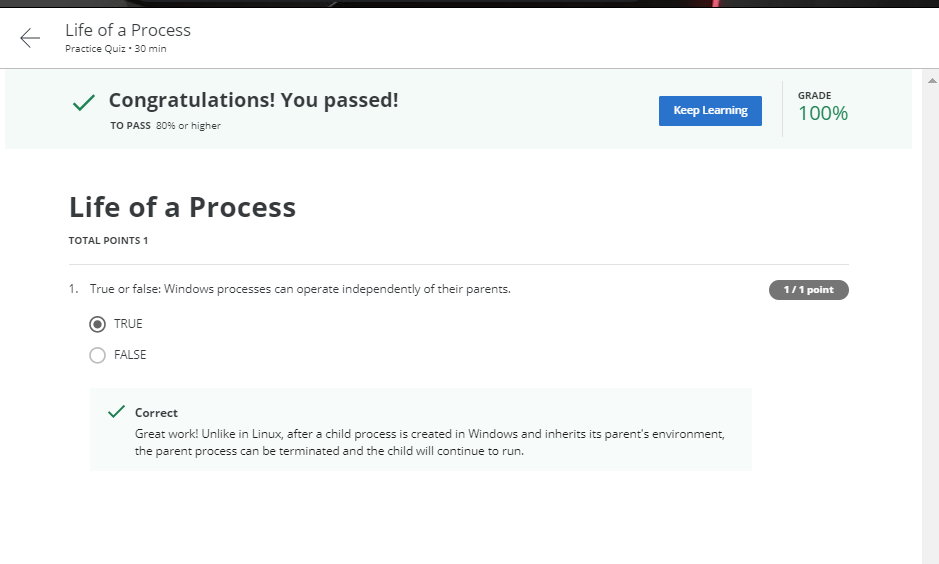 Life of a Process
Practice Quiz • 30 min
Congratulations! You passed!
TO PASS 80% or higher
Keep Learning
GRADE
100%
Life of a Process
TOTAL POINTS 1
1. True or false: Windows processes can operate independently of their parents.
1 / 1 point
TRUE
FALSE
Correct
Great work! Unlike in Linux, after a child process is created in Windows and inherits its parent's environment,
the parent process can be terminated and the child will continue to run.